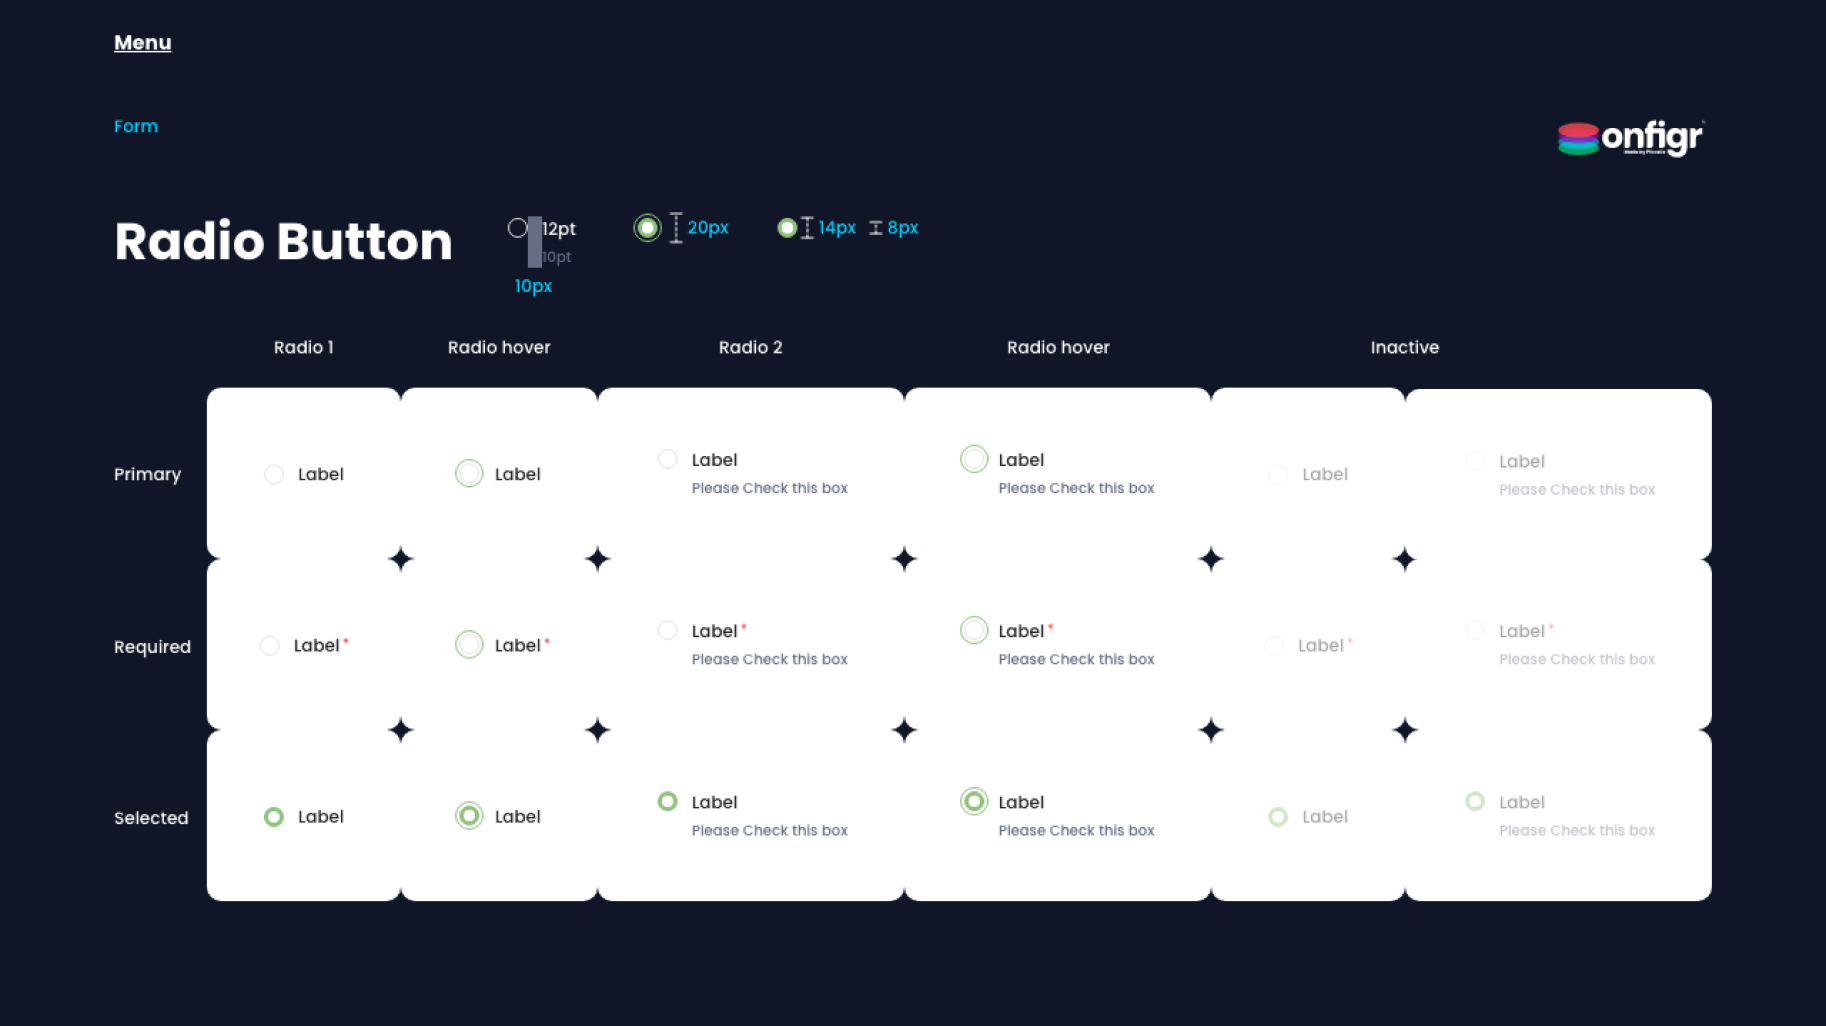 Menu
Form
onfigr
Radio Button
12pt
10pt
10px
20px
14px
8px
Radio 1 Radio hover Radio 2 Radio hover Inactive
Primary
Label Label Label Label Label Label
Please Check this box Please Check this box Please Check this box
Required
Label* Label* Label* Label* Label* Label*
Please Check this box Please Check this box Please Check this box
Selected
Label Label Label Label Label Label
Please Check this box Please Check this box Please Check this box